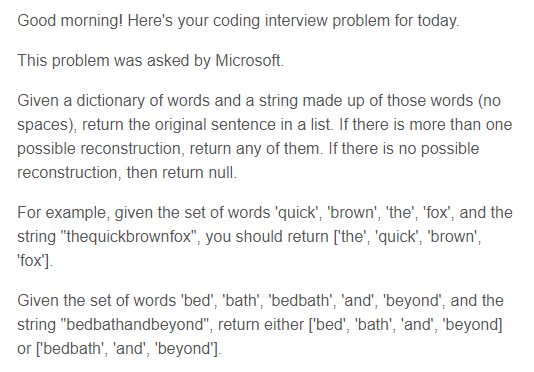 Good morning! Here's your coding interview problem for today.
This problem was asked by Microsoft.
Given a dictionary of words and a string made up of those words (no
spaces), return the original sentence in a list. If there is more than one
possible reconstruction, return any of them. If there is no possible
reconstruction, then return null.
For example, given the set of words 'quick', 'brown', 'the', 'fox', and the
string "thequickbrownfox", you should return ['the', 'quick', 'brown',
'fox'].
Given the set of words 'bed', 'bath', 'bedbath', 'and', 'beyond', and the
string "bedbathandbeyond", return either ['bed', 'bath', 'and', 'beyond]
or ['bedbath', 'and', 'beyond'].